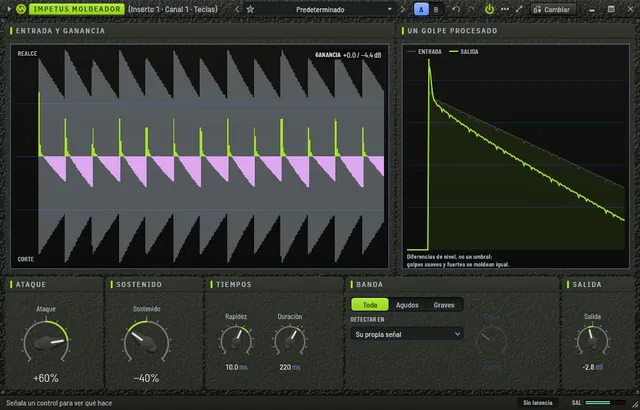 IMPETUS MOLDEADOR (Inserto 1 · Canal 1 · Teclas) Predeterminado A B Cambiar
ENTRADA Y GANANCIA
REALCE
GANANCIA +0.0 / −4.4 dB
CORTE
UN GOLPE PROCESADO
ENTRADA SALIDA
Diferencias de nivel, no un umbral:
golpes suaves y fuertes se moldean igual.
ATAQUE
Ataque
+60%
SOSTENIDO
Sostenido
−40%
TIEMPOS
Rapidez Duración
10.0 ms 220 ms
BANDA
Toda Agudos Graves
DETECTAR EN
Su propia señal
SALIDA
Salida
-2.8 dB
Señala un control para ver qué hace
Sin latencia SAL